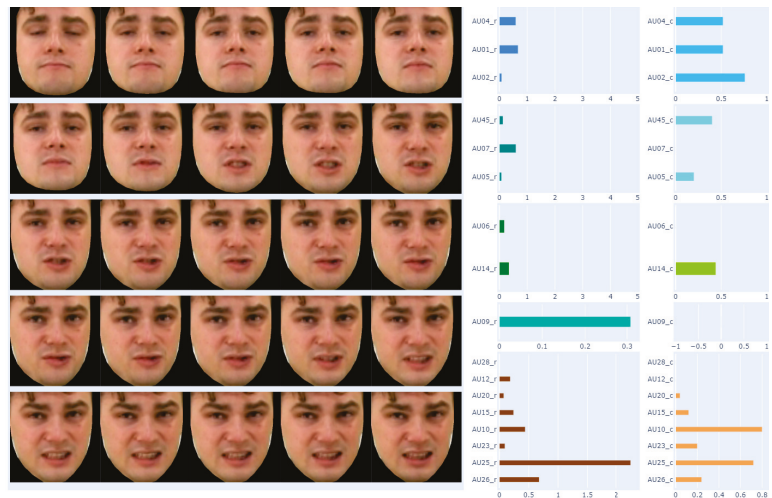 AU04_r
AU01_r
AU02_r
0 1 2 3 4 5
AU04_c
AU01_c
AU02_c
0 0.5 1
AU45_r
AU07_r
AU05_r
0 1 2 3 4 5
AU45_c
AU05_c
0 0.5 1
AU06_r
AU14_r
0 1 2 3 4 5
AU06_c
AU14_c
0 0.5 1
AU09_r
0 0.1 0.2 0.3
AU09_c
−1 −0.5 0 0.5 1
AU28_r
AU12_r
AU20_r
AU15_r
AU10_r
AU23_r
AU25_r
AU26_r
0 0.5 1 1.5 2
AU28_c
AU12_c
AU20_c
AU15_c
AU10_c
AU23_c
AU25_c
AU26_c
0 0.2 0.4 0.6 0.8